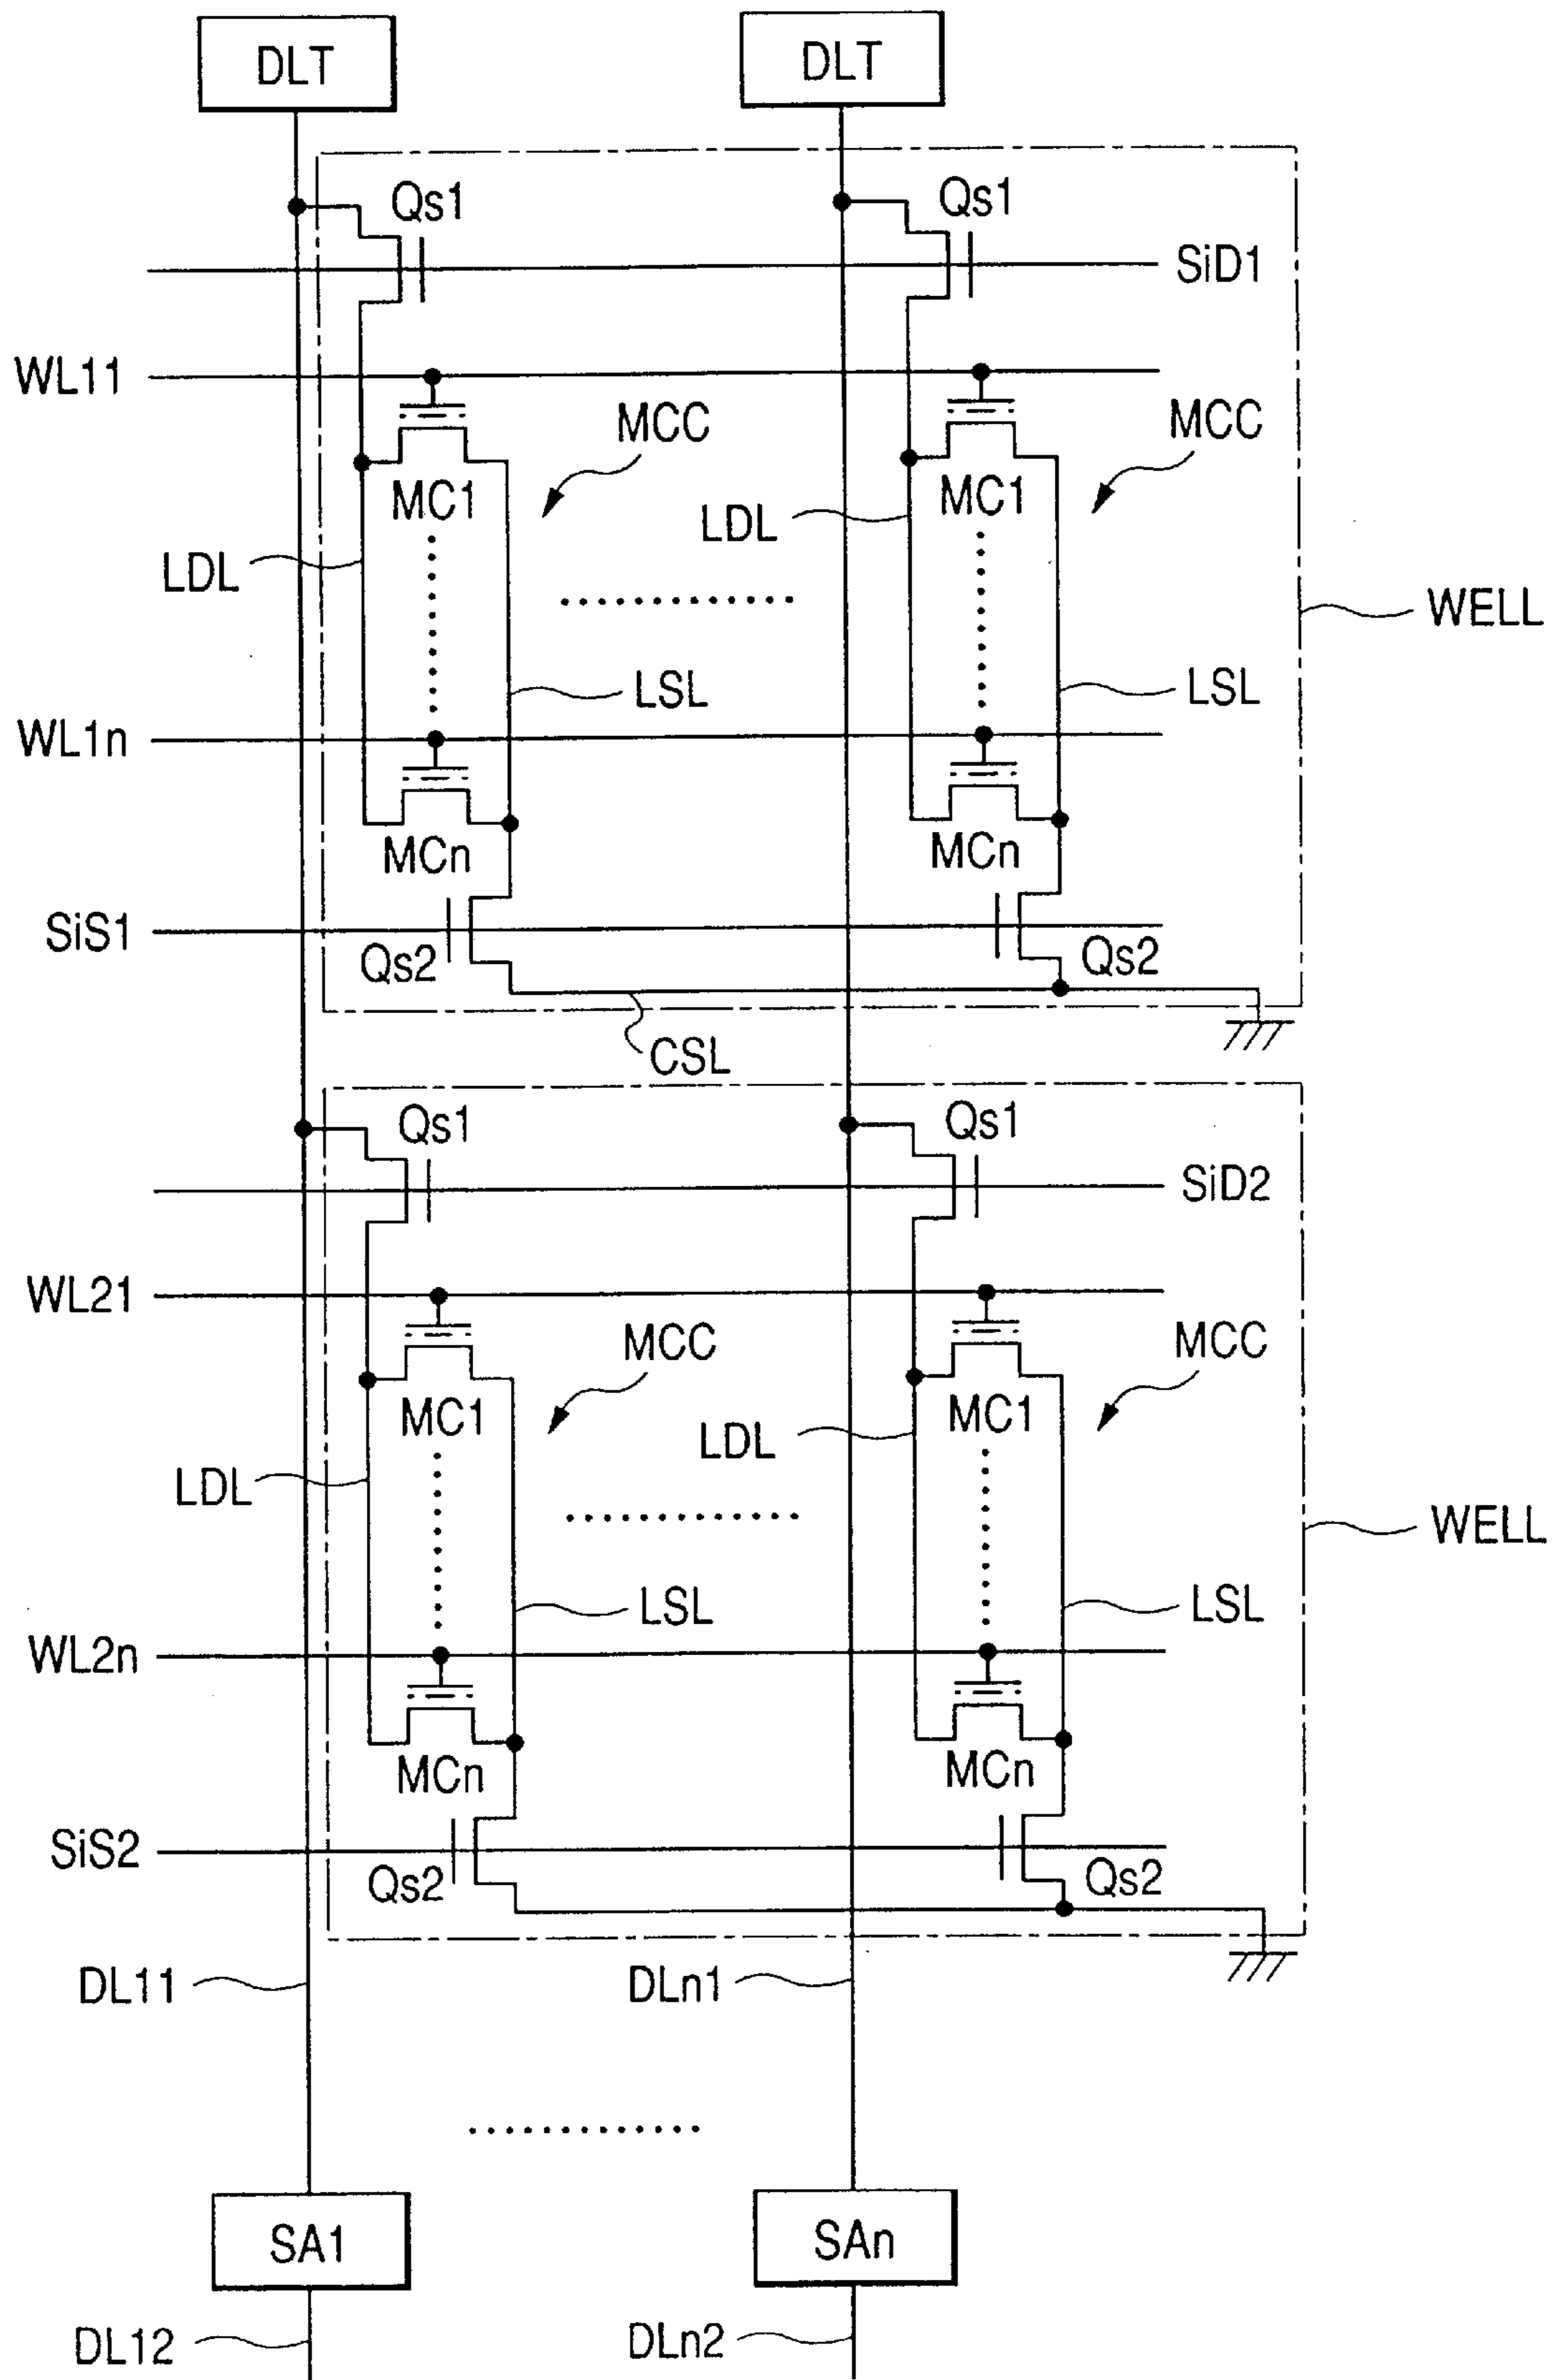 DLT DLT
Qs1 Qs1
SiD1
WL11
MCC MCC
MC1 MC1
LDL LDL
WELL
LSL LSL
WL1n
MCn MCn
SiS1
Qs2 Qs2
CSL
Qs1 Qs1
SiD2
WL21
MCC MCC
MC1 MC1
LDL LDL
WELL
LSL LSL
WL2n
MCn MCn
SiS2
Qs2 Qs2
DL11 DLn1
SA1 SAn
DL12 DLn2